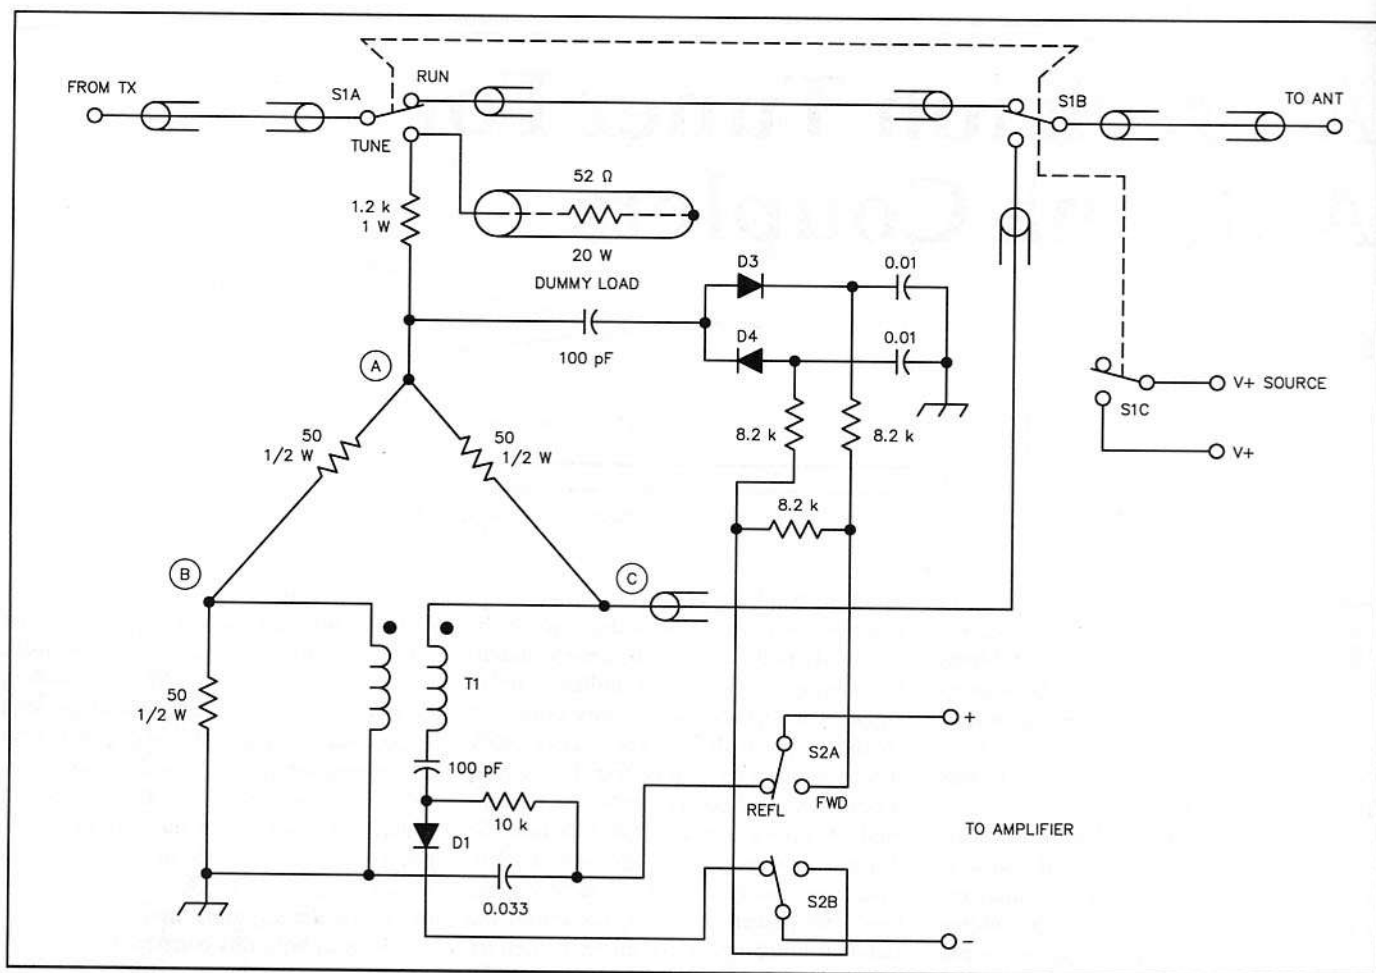 FROM TX
S1A
RUN
TUNE
S1B
TO ANT
1.2 k
1 W
52 Ω
20 W
DUMMY LOAD
D3
0.01
D4
0.01
100 pF
A
V+ SOURCE
S1C
V+
50
1/2 W
50
1/2 W
8.2 k
8.2 k
8.2 k
B
C
T1
50
1/2 W
100 pF
10 k
D1
0.033
+
S2A
REFL
FWD
TO AMPLIFIER
S2B
−